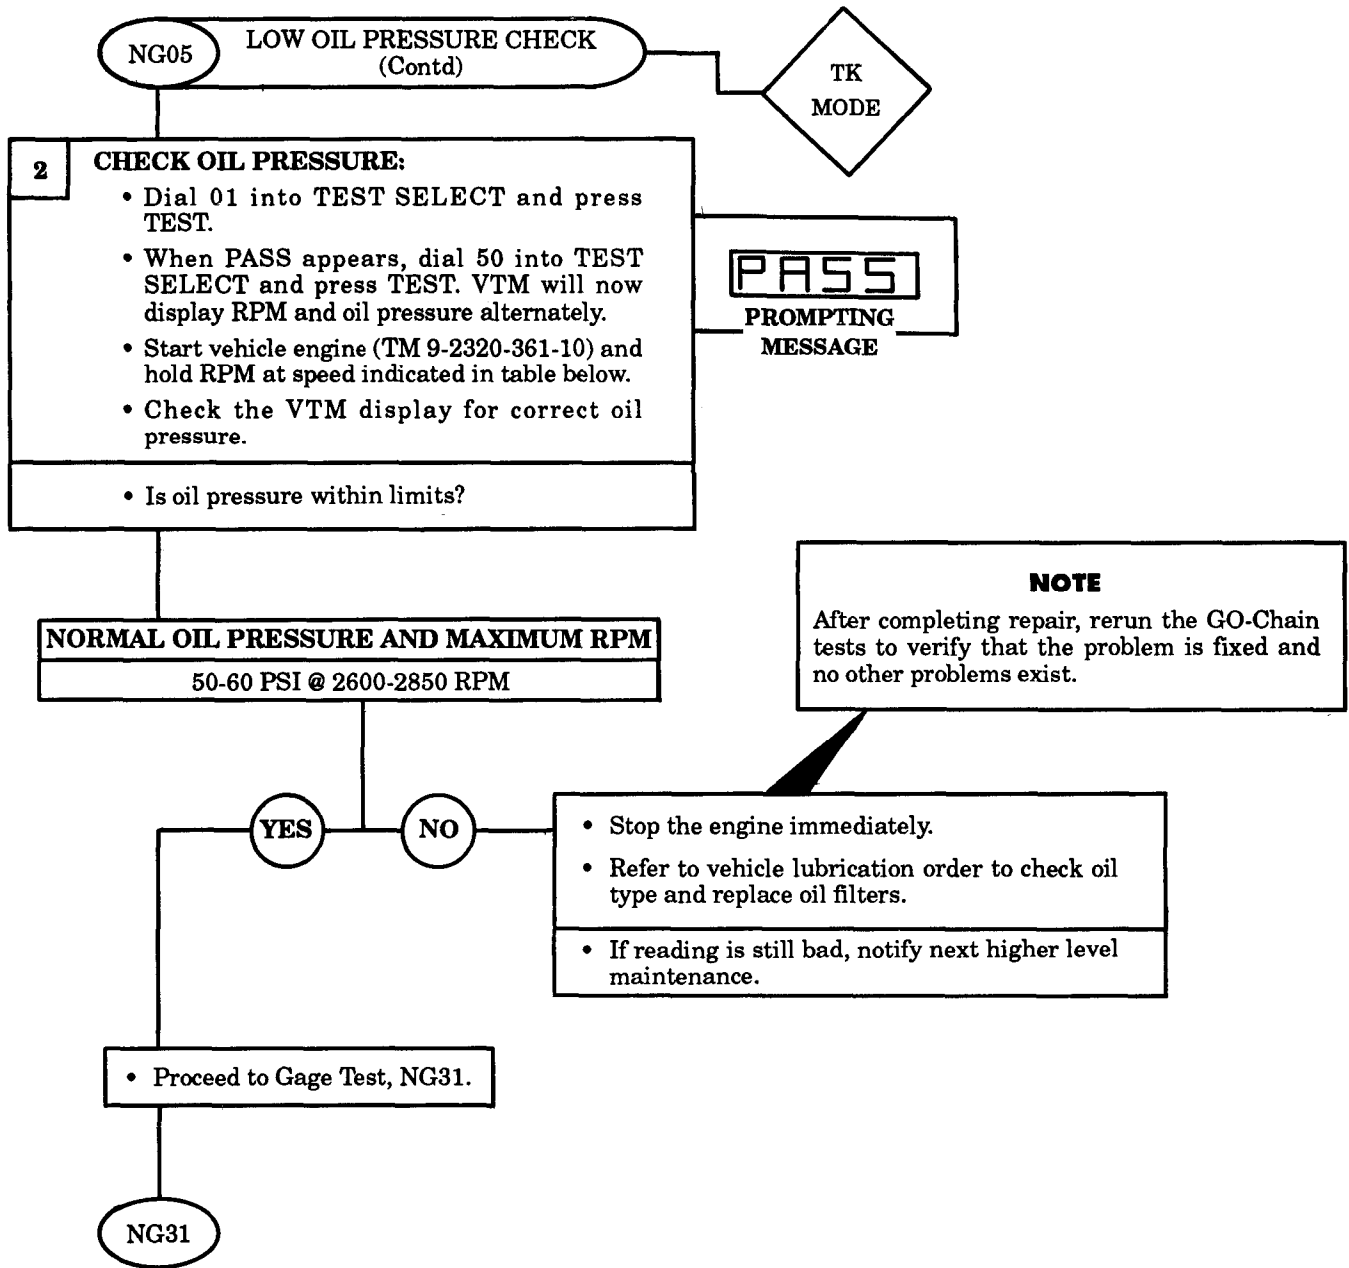 NG05
LOW OIL PRESSURE CHECK
(Contd)
TK
MODE
2
CHECK OIL PRESSURE:
• Dial 01 into TEST SELECT and press
TEST.
• When PASS appears, dial 50 into TEST
SELECT and press TEST. VTM will now
display RPM and oil pressure alternately.
• Start vehicle engine (TM 9-2320-361-10) and
hold RPM at speed indicated in table below.
• Check the VTM display for correct oil
pressure.
• Is oil pressure within limits?
PASS
PROMPTING
MESSAGE
NORMAL OIL PRESSURE AND MAXIMUM RPM
50-60 PSI @ 2600-2850 RPM
NOTE
After completing repair, rerun the GO-Chain
tests to verify that the problem is fixed and
no other problems exist.
YES
NO
• Stop the engine immediately.
• Refer to vehicle lubrication order to check oil
type and replace oil filters.
• If reading is still bad, notify next higher level
maintenance.
• Proceed to Gage Test, NG31.
NG31